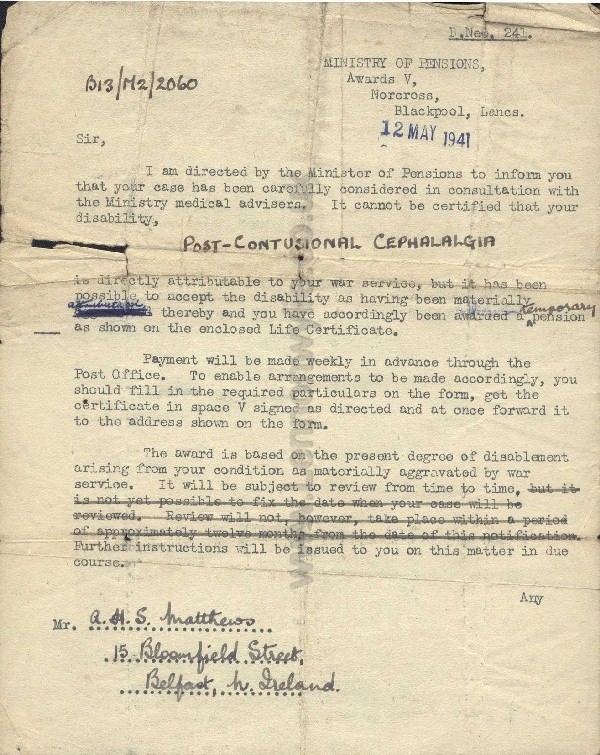 D.Neo. 241.
B13/M2/2060
MINISTRY OF PENSIONS,
Awards V,
Norcross,
Blackpool, Lancs.
12 MAY 1941
Sir,
I am directed by the Minister of Pensions to inform you
that your case has been carefully considered in consultation with
the Ministry medical advisers. It cannot be certified that your
disability,
POST-CONTUSIONAL CEPHALALGIA
is directly attributable to your war service, but it has been
possible to accept the disability as having been materially
thereby and you have accordingly been awarded a temporary pension
as shown on the enclosed Life Certificate.
Payment will be made weekly in advance through the
Post Office. To enable arrangements to be made accordingly, you
should fill in the required particulars on the form, get the
certificate in space V signed as directed and at once forward it
to the address shown on the form.
The award is based on the present degree of disablement
arising from your condition as materially aggravated by war
service. It will be subject to review from time to time, but it
is not yet possible to fix the date when your case will be
reviewed. Review will not, however, take place within a period
of approximately twelve months from the date of this notification.
Further instructions will be issued to you on this matter in due
course.
Any
Mr. A.H.S. Matthews
15 Bloomfield Street,
Belfast, N. Ireland.